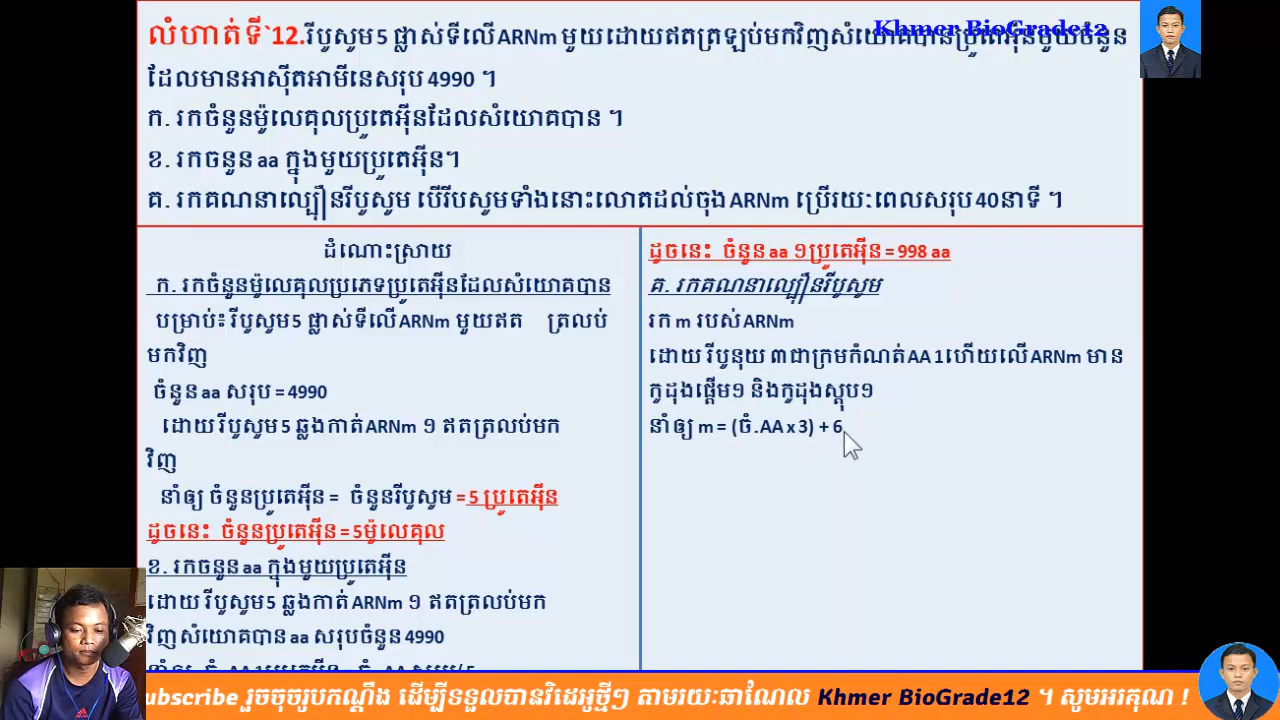 លំហាត់ទី`12.រីបូសូម5 ផ្លាស់ទីលើARNm មួយដោយឥតត្រឡប់មកវិញសំយោគបានប្រូតេអ៊ីនមួយចំនួន
Khmer BioGrade12
ដែលមានអាស៊ីតអាមីនេសរុប 4990 ។
ក. រកចំនួនម៉ូលេគុលប្រូតេអ៊ីនដែលសំយោគបាន ។
ខ. រកចនួន aa ក្នុងមួយប្រូតេអ៊ីន។
គ. រកគណនាល្បឿនរីបូសូម បើរីបសូមទាំងនោះលោតដល់ចុង ARNm ប្រើរយៈពេលសរុប 40នាទី ។
ដំណោះស្រាយ
ក. រកចំនួនម៉ូលេគុលប្រភេទប្រូតេអ៊ីនដែលសំយោគបាន
បម្រាប់៖ រីបូសូម5 ផ្លាស់ទីលើARNm មួយឥត ត្រលប់
មកវិញ
ចំនួន aa សរុប = 4990
ដោយ រីបូសូម 5 ឆ្លងកាត់ARNm ១ ឥតត្រលប់មក
វិញ
នាំឲ្យ ចំនួនប្រូតេអ៊ីន = ចំនួនរីបូសូម = 5 ប្រូតេអ៊ីន
ដូចនេះ ចំនួនប្រូតេអ៊ីន = 5ម៉ូលេគុល
ខ. រកចនួន aa ក្នុងមួយប្រូតេអ៊ីន
ដោយ រីបូសូម5 ឆ្លងកាត់ ARNm ១ ឥតត្រលប់មក
វិញសំយោគបាន aa សរុបចំនួន 4990
ដូចនេះ ចំនួន aa ១ប្រូតេអ៊ីន = 998 aa
គ. រកគណនាល្បឿនរីបូសូម
រក m របស់ARNm
ដោយ រីបូនុយ ៣ជាក្រមកំណត់AA 1ហើយលើARNm មាន
កូដុងផ្ដើម១ និងកូដុងស្តុប១
នាំឲ្យ m = (ចំ.AA x 3) + 6
ubscribe រួចចុចរូបកណ្ដឹង ដើម្បីទទួលបានវិដេអូថ្មីៗ តាមរយៈឆាណែល Khmer BioGrade12 ។ សូមអរគុណ !